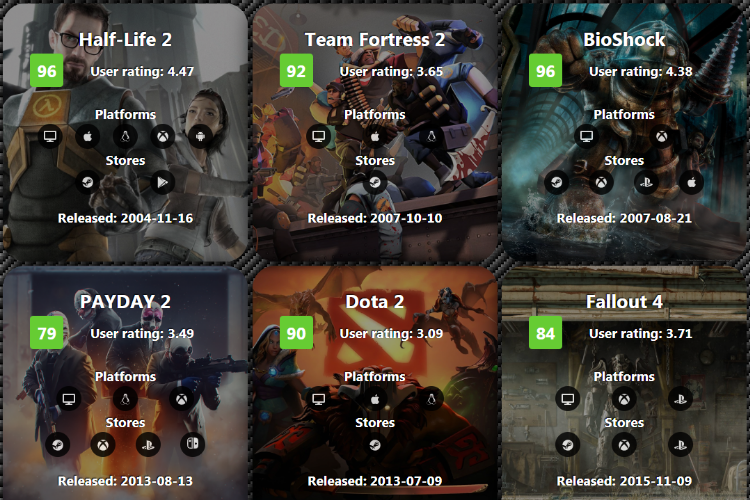 Half-Life 2
96
User rating: 4.47
Platforms
Stores
Released: 2004-11-16
Team Fortress 2
92
User rating: 3.65
Platforms
Stores
Released: 2007-10-10
BioShock
96
User rating: 4.38
Platforms
Stores
Released: 2007-08-21
PAYDAY 2
79
User rating: 3.49
Platforms
Stores
Released: 2013-08-13
Dota 2
90
User rating: 3.09
Platforms
Stores
Released: 2013-07-09
Fallout 4
84
User rating: 3.71
Platforms
Stores
Released: 2015-11-09